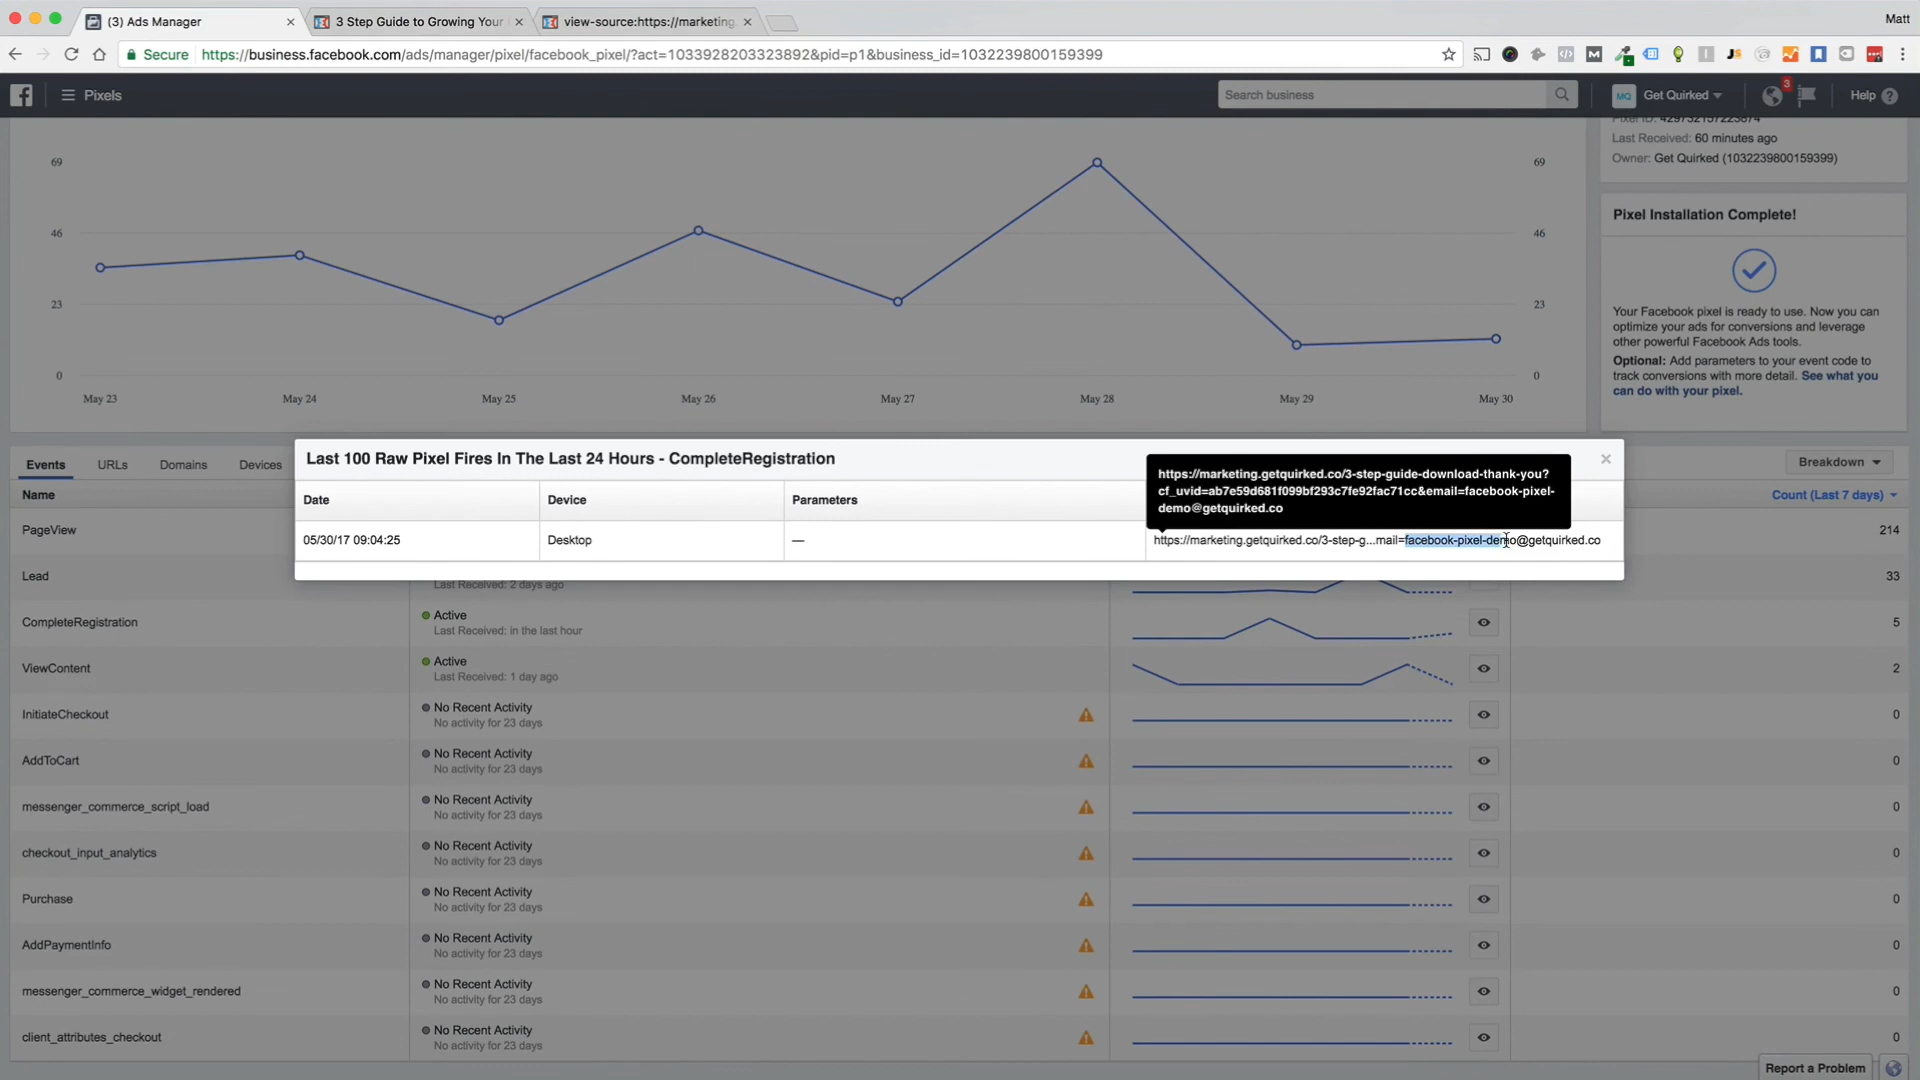 (3) Ads Manager
3 Step Guide to Growing Your
view-source:https://marketing.
Matt
Secure
https://business.facebook.com/ads/manager/pixel/facebook_pixel/?act=1033928203323892&pid=p1&business_id=1032239800159399
Pixels
Search business
MQ
Get Quirked
3
Help
69
46
23
0
69
46
23
0
May 23
May 24
May 25
May 26
May 27
May 28
May 29
May 30
Pixel ID: 429732157223874
Last Received: 60 minutes ago
Owner: Get Quirked (1032239800159399)
Pixel Installation Complete!
Your Facebook pixel is ready to use. Now you can
optimize your ads for conversions and leverage
other powerful Facebook Ads tools.
Optional: Add parameters to your event code to
track conversions with more detail. See what you
can do with your pixel.
Events
URLs
Domains
Devices
Breakdown
Name
Count (Last 7 days)
Last 100 Raw Pixel Fires In The Last 24 Hours - CompleteRegistration
Date
Device
Parameters
https://marketing.getquirked.co/3-step-guide-download-thank-you?
cf_uvid=ab7e59d681f099bf293c7fe92fac71cc&email=facebook-pixel-
demo@getquirked.co
05/30/17 09:04:25
Desktop
—
https://marketing.getquirked.co/3-step-g...mail=facebook-pixel-demo@getquirked.co
PageView
214
Lead
Last Received: 2 days ago
33
CompleteRegistration
Active
Last Received: in the last hour
5
ViewContent
Active
Last Received: 1 day ago
2
InitiateCheckout
No Recent Activity
No activity for 23 days
0
AddToCart
No Recent Activity
No activity for 23 days
0
messenger_commerce_script_load
No Recent Activity
No activity for 23 days
0
checkout_input_analytics
No Recent Activity
No activity for 23 days
0
Purchase
No Recent Activity
No activity for 23 days
0
AddPaymentInfo
No Recent Activity
No activity for 23 days
0
messenger_commerce_widget_rendered
No Recent Activity
No activity for 23 days
0
client_attributes_checkout
No Recent Activity
No activity for 23 days
0
Report a Problem